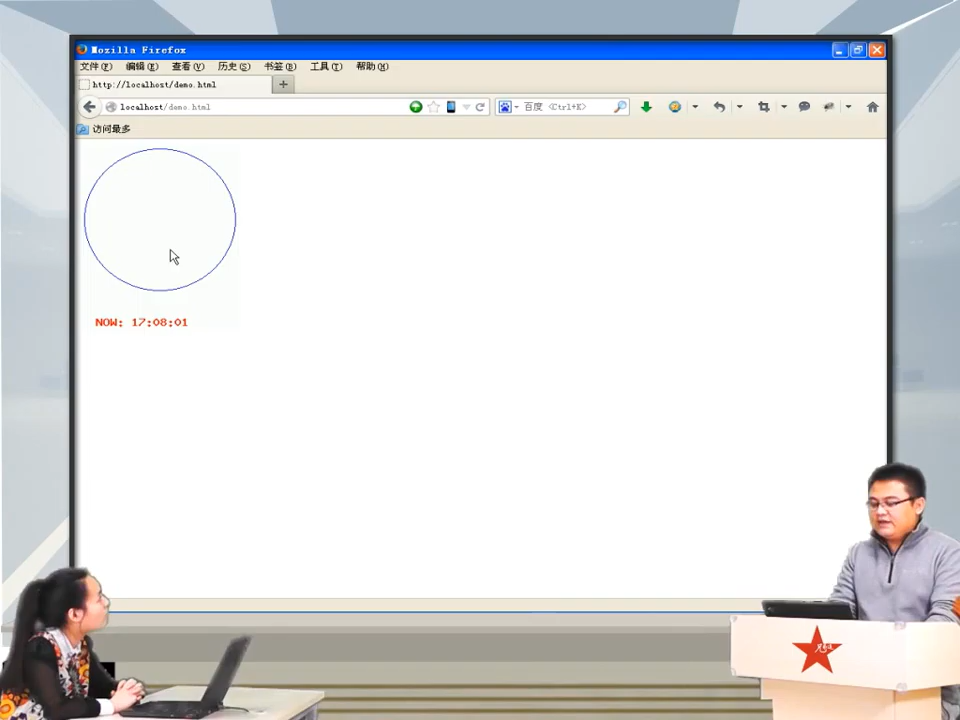 Mozilla Firefox
文件(F) 编辑(E) 查看(V) 历史(S) 书签(B) 工具(T) 帮助(H)
http://localhost/demo.html
localhost/demo.html
百度 <Ctrl+K>
访问最多
NOW: 17:08:01